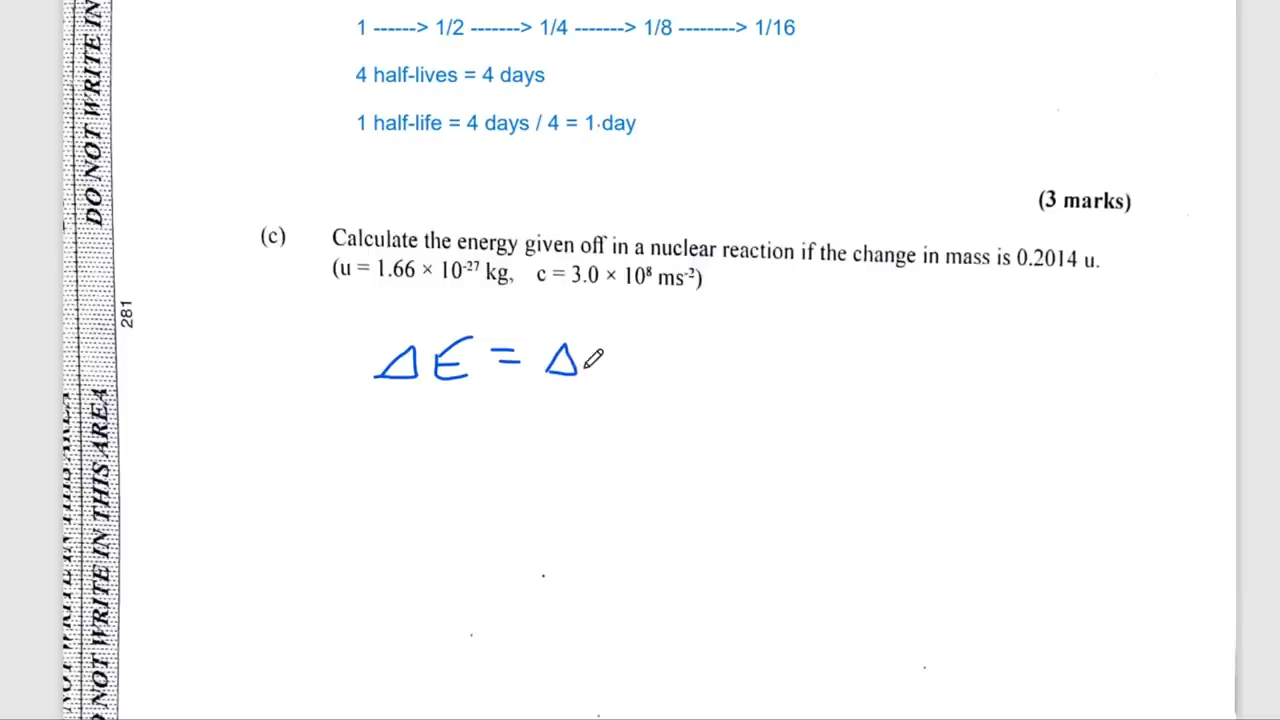 1 ------> 1/2 -------> 1/4 -------> 1/8 --------> 1/16
4 half-lives = 4 days
1 half-life = 4 days / 4 = 1 day
(3 marks)
(c) Calculate the energy given off in a nuclear reaction if the change in mass is 0.2014 u.
(u = 1.66 × 10⁻²⁷ kg, c = 3.0 × 10⁸ ms⁻²)
ΔE = Δ
281
DO NOT WRITE IN
DO NOT WRITE IN THIS AREA